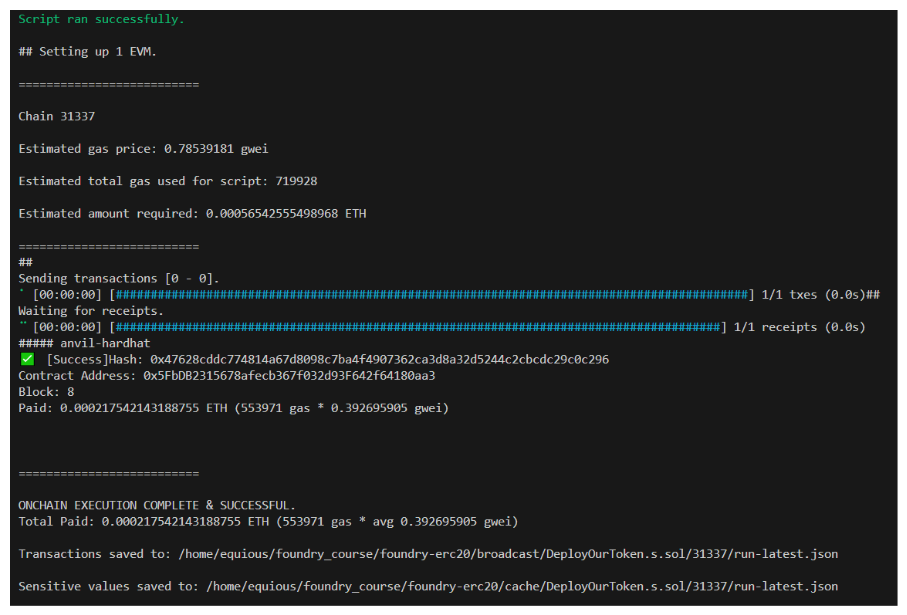 Script ran successfully.
## Setting up 1 EVM.
==========================
Chain 31337
Estimated gas price: 0.78539181 gwei
Estimated total gas used for script: 719928
Estimated amount required: 0.00056542555498968 ETH
==========================
##
Sending transactions [0 - 0].
⠁ [00:00:00] [###########################################################################################] 1/1 txes (0.0s)##
Waiting for receipts.
⠉ [00:00:00] [#######################################################################################] 1/1 receipts (0.0s)
##### anvil-hardhat
✅ [Success]Hash: 0x47628cddc774814a67d8098c7ba4f4907362ca3d8a32d5244c2cbcdc29c0c296
Contract Address: 0x5FbDB2315678afecb367f032d93F642f64180aa3
Block: 8
Paid: 0.000217542143188755 ETH (553971 gas * 0.392695905 gwei)
==========================
ONCHAIN EXECUTION COMPLETE & SUCCESSFUL.
Total Paid: 0.000217542143188755 ETH (553971 gas * avg 0.392695905 gwei)
Transactions saved to: /home/equious/foundry_course/foundry-erc20/broadcast/DeployOurToken.s.sol/31337/run-latest.json
Sensitive values saved to: /home/equious/foundry_course/foundry-erc20/cache/DeployOurToken.s.sol/31337/run-latest.json